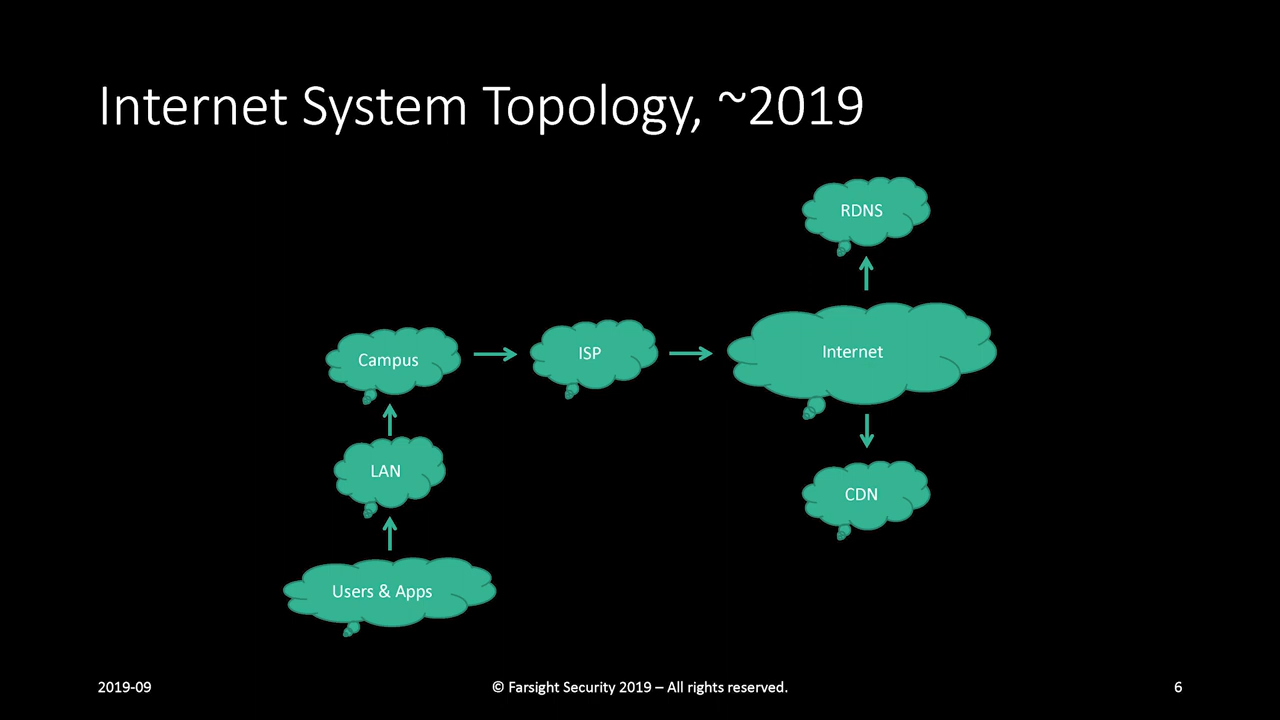 Internet System Topology, ~2019
RDNS
Internet
ISP
Campus
LAN
CDN
Users & Apps
2019-09
© Farsight Security 2019 – All rights reserved.
6